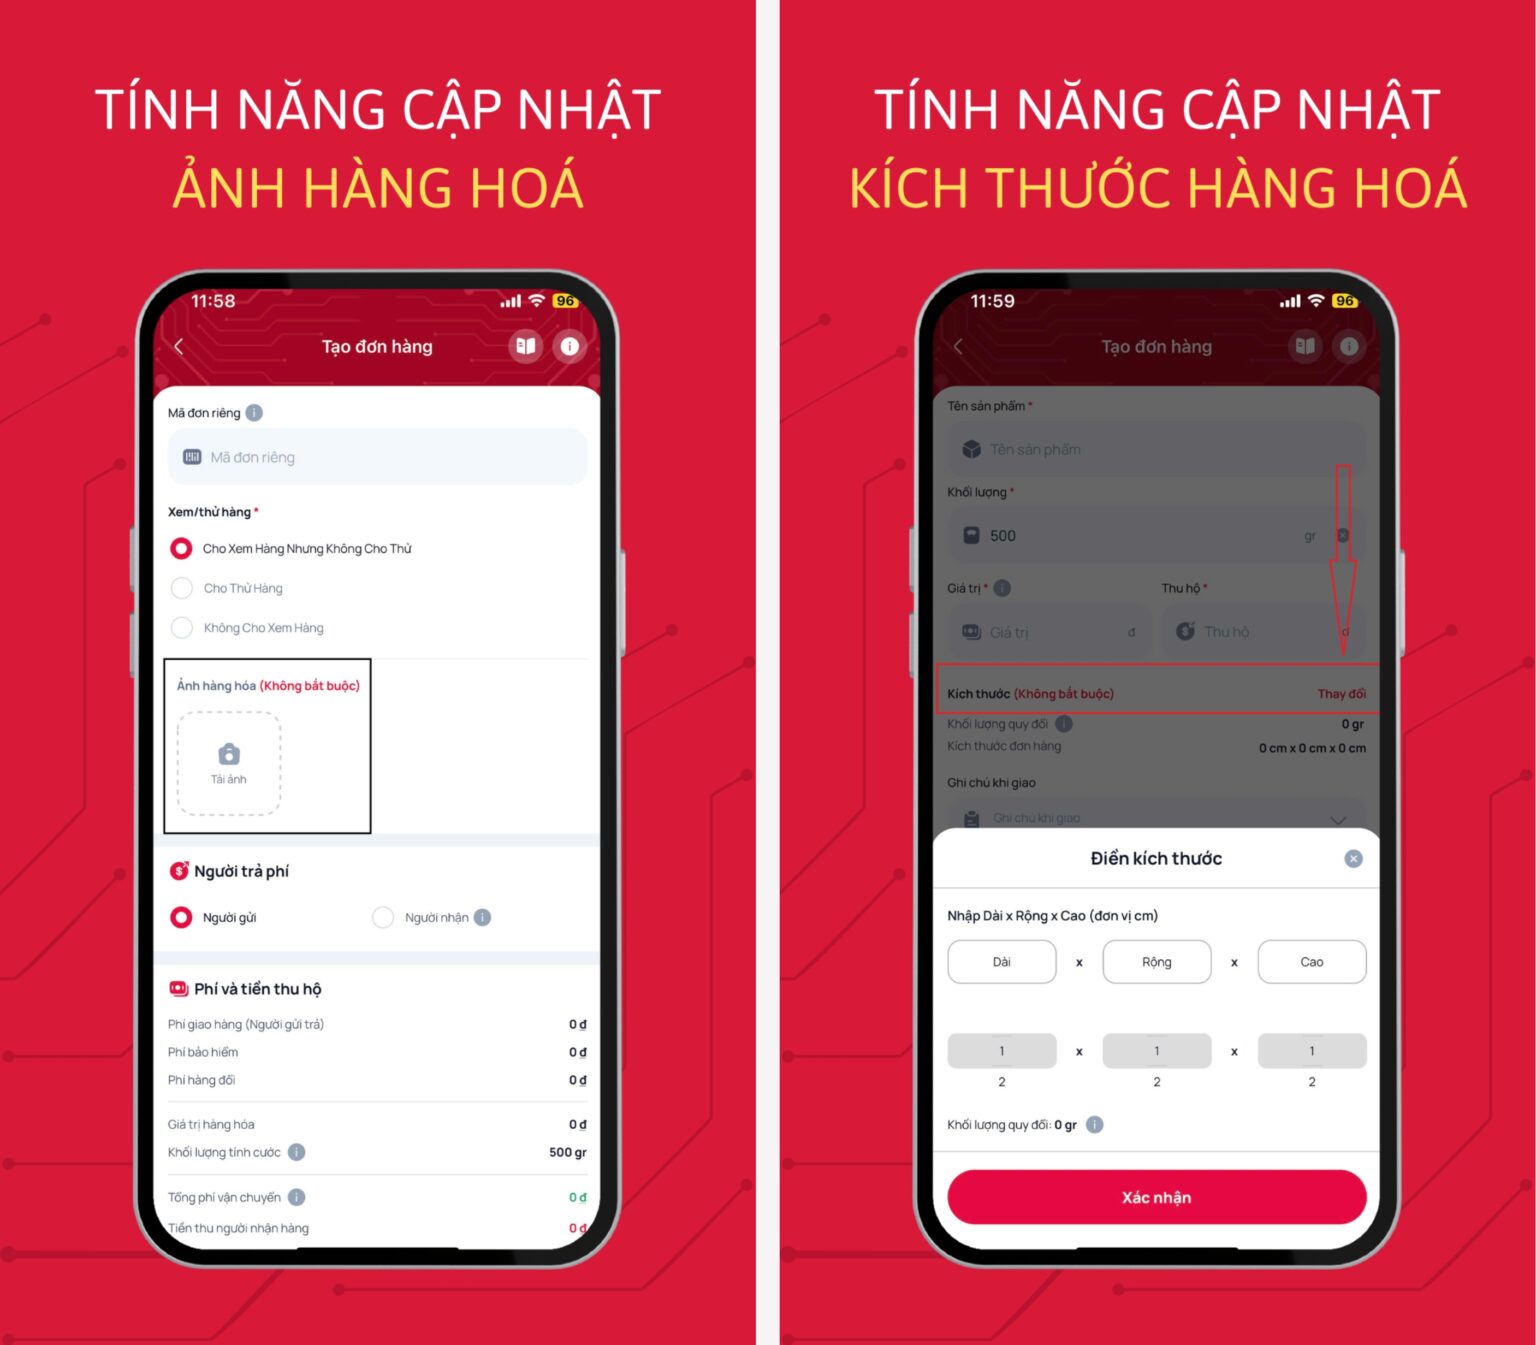 TÍNH NĂNG CẬP NHẬT
ẢNH HÀNG HOÁ
11:58
96
Tạo đơn hàng
Mã đơn riêng
Mã đơn riêng
Xem/thử hàng *
Cho Xem Hàng Nhưng Không Cho Thử
Cho Thử Hàng
Không Cho Xem Hàng
Ảnh hàng hóa (Không bắt buộc)
Tải ảnh
Người trả phí
Người gửi
Người nhận
Phí và tiền thu hộ
Phí giao hàng (Người gửi trả) 0 đ
Phí bảo hiểm 0 đ
Phí hàng đổi 0 đ
Giá trị hàng hóa 0 đ
Khối lượng tính cước 500 gr
Tổng phí vận chuyển 0 đ
Tiền thu người nhận hàng 0 đ
TÍNH NĂNG CẬP NHẬT
KÍCH THƯỚC HÀNG HOÁ
11:59
96
Tạo đơn hàng
Tên sản phẩm *
Tên sản phẩm
Khối lượng *
500 gr
Giá trị * Thu hộ *
Giá trị đ Thu hộ đ
Kích thước (Không bắt buộc) Thay đổi
Khối lượng quy đổi 0 gr
Kích thước đơn hàng 0 cm x 0 cm x 0 cm
Ghi chú khi giao
Ghi chú khi giao
Điền kích thước
Nhập Dài x Rộng x Cao (đơn vị cm)
Dài x Rộng x Cao
1 x 1 x 1
2 2 2
Khối lượng quy đổi: 0 gr
Xác nhận